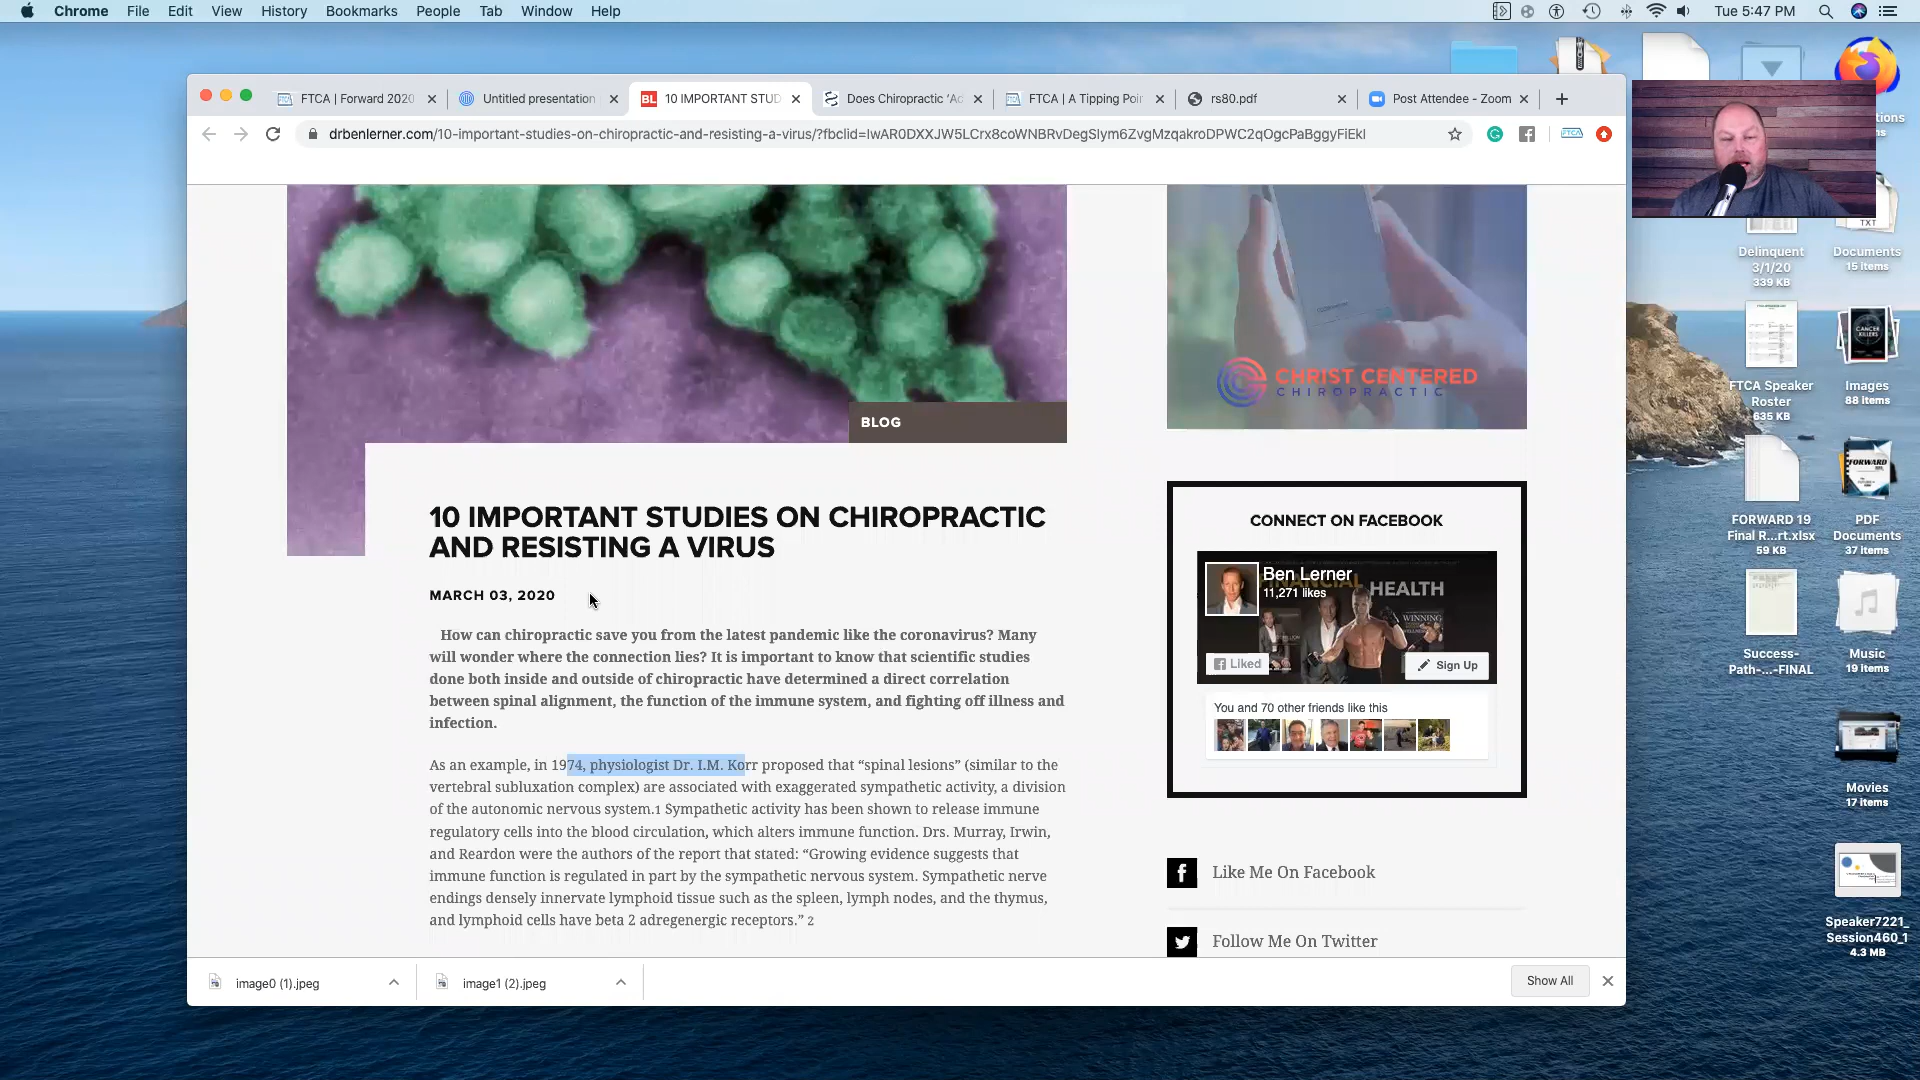 Chrome File Edit View History Bookmarks People Tab Window Help
Tue 5:47 PM
FTCA | Forward 2020
Untitled presentation
BL 10 IMPORTANT STUD
Does Chiropractic ‘Ad
FTCA | A Tipping Poin
rs80.pdf
Post Attendee - Zoom
drbenlerner.com/10-important-studies-on-chiropractic-and-resisting-a-virus/?fbclid=IwAR0DXXJW5LCrx8coWNBRvDegSlym6ZvgMzqakroDPWC2qOgcPaBggyFiEkI
FTCA
CHRIST CENTERED
CHIROPRACTIC
BLOG
10 IMPORTANT STUDIES ON CHIROPRACTIC
AND RESISTING A VIRUS
MARCH 03, 2020
How can chiropractic save you from the latest pandemic like the coronavirus? Many
will wonder where the connection lies? It is important to know that scientific studies
done both inside and outside of chiropractic have determined a direct correlation
between spinal alignment, the function of the immune system, and fighting off illness and
infection.
As an example, in 1974, physiologist Dr. I.M. Korr proposed that “spinal lesions” (similar to the
vertebral subluxation complex) are associated with exaggerated sympathetic activity, a division
of the autonomic nervous system.1 Sympathetic activity has been shown to release immune
regulatory cells into the blood circulation, which alters immune function. Drs. Murray, Irwin,
and Reardon were the authors of the report that stated: “Growing evidence suggests that
immune function is regulated in part by the sympathetic nervous system. Sympathetic nerve
endings densely innervate lymphoid tissue such as the spleen, lymph nodes, and the thymus,
and lymphoid cells have beta 2 adregenergic receptors.” 2
CONNECT ON FACEBOOK
Ben Lerner
11,271 likes
FINANCIAL
HEALTH
WINNING
Liked
Sign Up
You and 70 other friends like this
Like Me On Facebook
Follow Me On Twitter
image0 (1).jpeg
image1 (2).jpeg
Show All
TXT
Delinquent
3/1/20
339 KB
Documents
15 items
FTCA Speaker
Roster
635 KB
CANCER
KILLERS
Images
88 items
FORWARD 19
Final R...rt.xlsx
59 KB
FORWARD
PDF
Documents
37 items
Success-
Path-...-FINAL
Music
19 items
Movies
17 items
Speaker7221_
Session460_1
4.3 MB